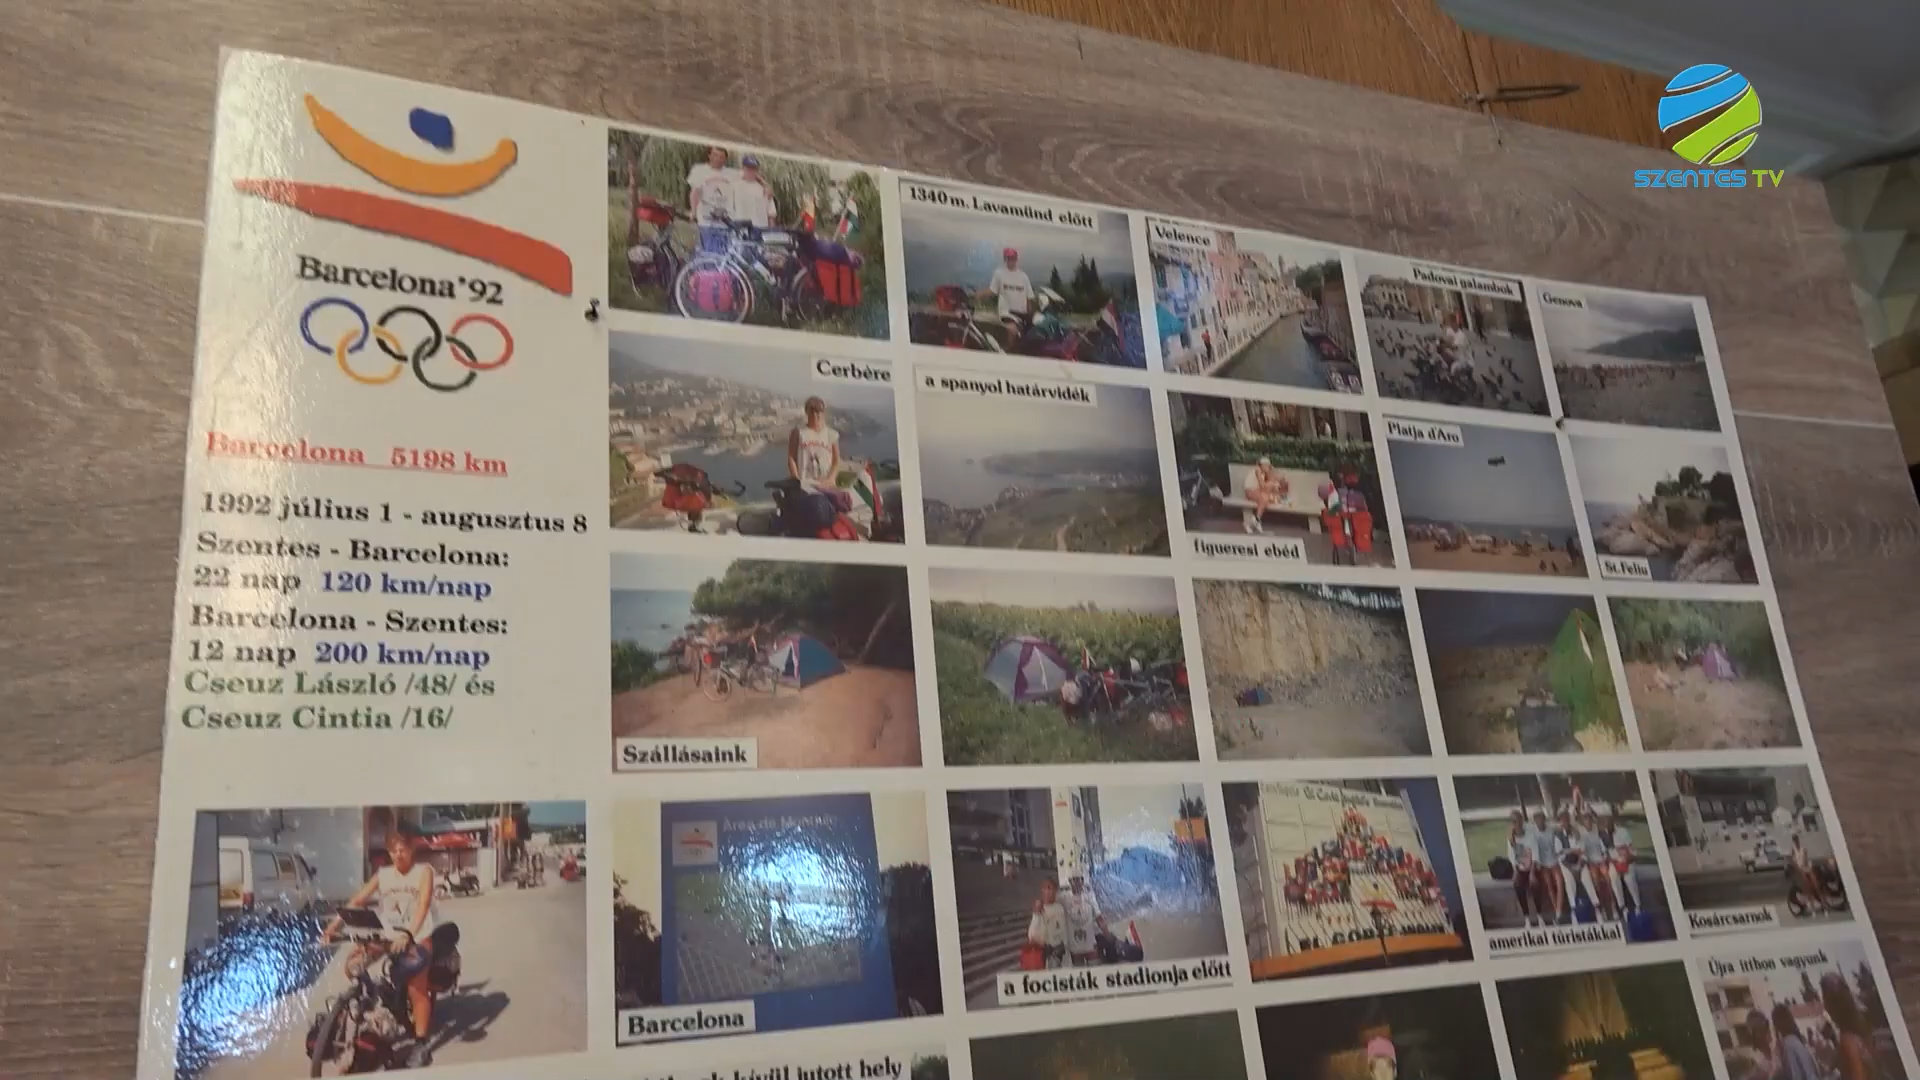 SZENTES TV
Barcelona'92
Barcelona 5198 km
1992 július 1 - augusztus 8
Szentes - Barcelona:
22 nap 120 km/nap
Barcelona - Szentes:
12 nap 200 km/nap
Cseuz László /48/ és
Cseuz Cintia /16/
1340 m. Lavamünd előtt
Velence
Padovai galambok
Genova
Cerbère
a spanyol határvidék
figueresi ebéd
Platja d'Aro
St.Feliu
Szállásaink
Barcelona
a focisták stadionja előtt
amerikai túristákkal
Kosárcsarnok
Újra itthon vagyunk
kívül jutott hely